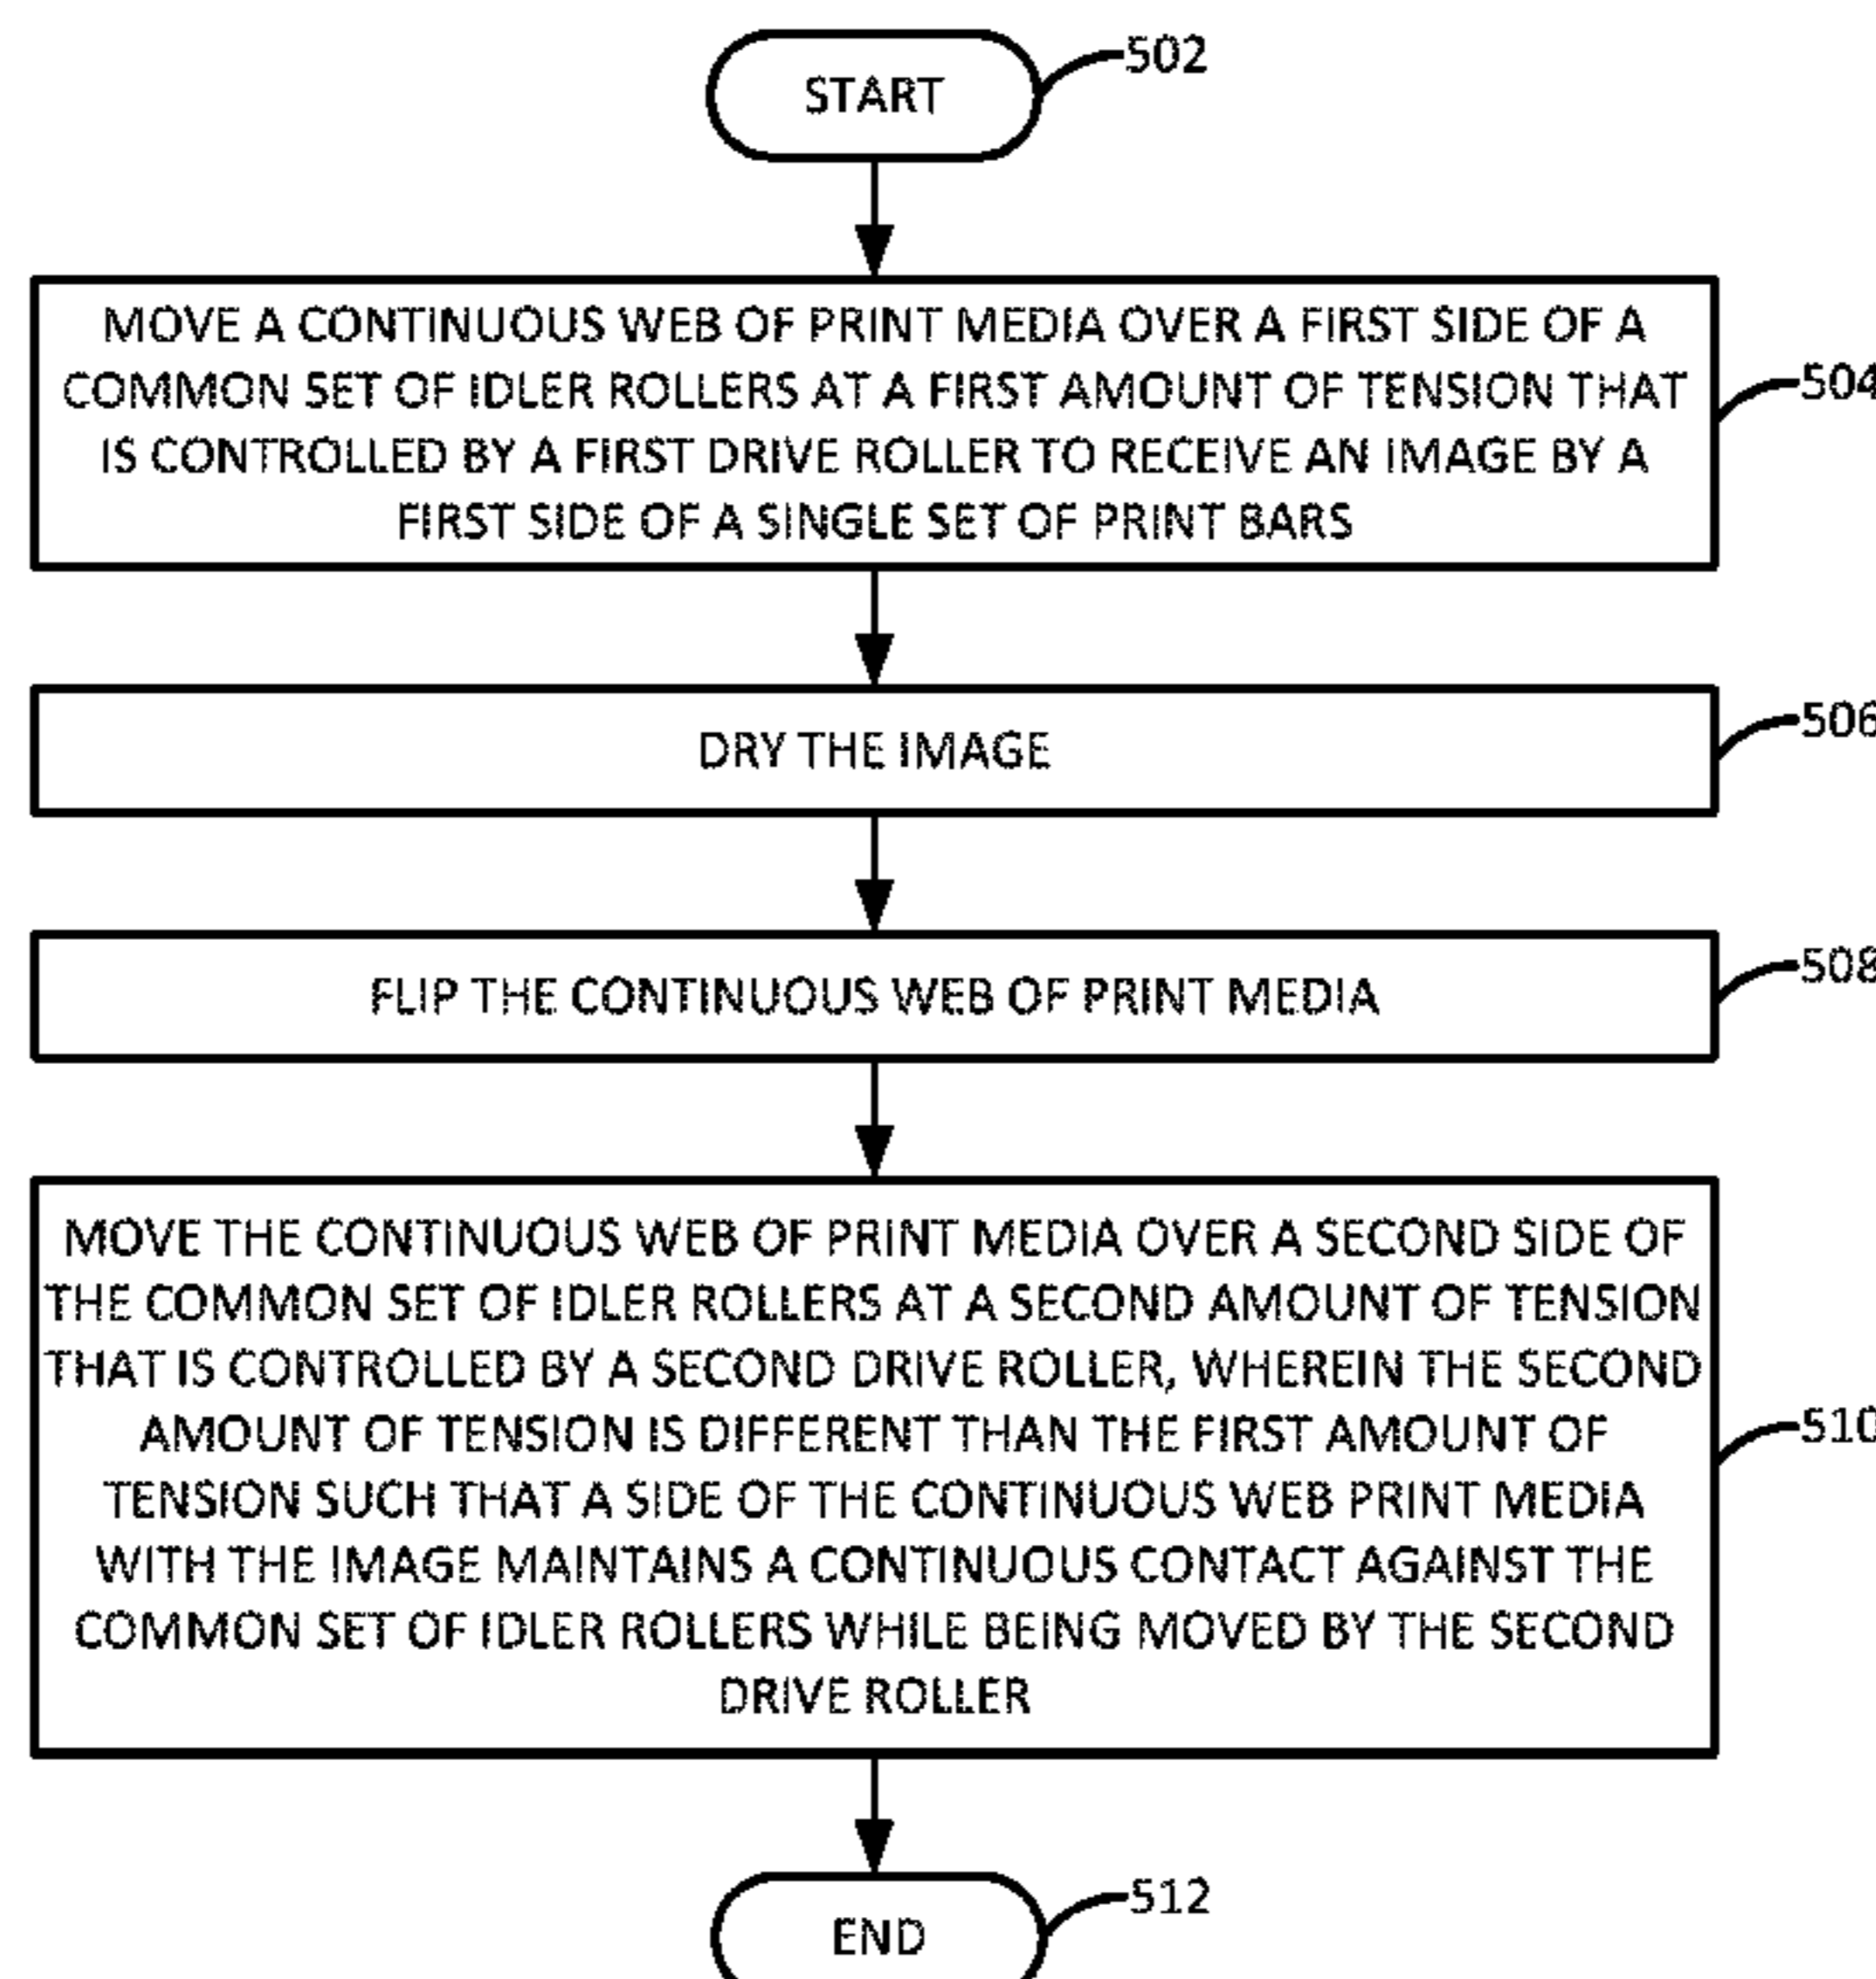 START
502
MOVE A CONTINUOUS WEB OF PRINT MEDIA OVER A FIRST SIDE OF A
COMMON SET OF IDLER ROLLERS AT A FIRST AMOUNT OF TENSION THAT
IS CONTROLLED BY A FIRST DRIVE ROLLER TO RECEIVE AN IMAGE BY A
FIRST SIDE OF A SINGLE SET OF PRINT BARS
504
DRY THE IMAGE
506
FLIP THE CONTINUOUS WEB OF PRINT MEDIA
508
MOVE THE CONTINUOUS WEB OF PRINT MEDIA OVER A SECOND SIDE OF
THE COMMON SET OF IDLER ROLLERS AT A SECOND AMOUNT OF TENSION
THAT IS CONTROLLED BY A SECOND DRIVE ROLLER, WHEREIN THE SECOND
AMOUNT OF TENSION IS DIFFERENT THAN THE FIRST AMOUNT OF
TENSION SUCH THAT A SIDE OF THE CONTINUOUS WEB PRINT MEDIA
WITH THE IMAGE MAINTAINS A CONTINUOUS CONTACT AGAINST THE
COMMON SET OF IDLER ROLLERS WHILE BEING MOVED BY THE SECOND
DRIVE ROLLER
510
END
512